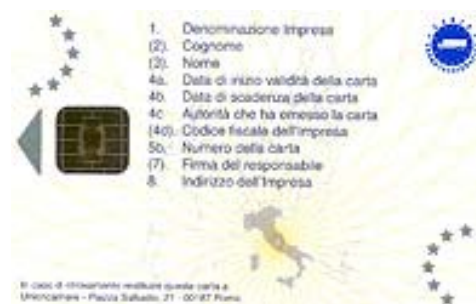 1. Denominazione Impresa
(2). Cognome
(3). Nome
4a. Data di inizio validità della carta
4b. Data di scadenza della carta
4c Autorità che ha emesso la carta
(4d). Codice fiscale dell'Impresa
5b. Numero della carta
(7). Firma del responsabile
8. Indirizzo dell'Impresa
In caso di ritrovamento restituire questa carta a
Unioncamere - Piazza Sallustio, 21 - 00187 Roma